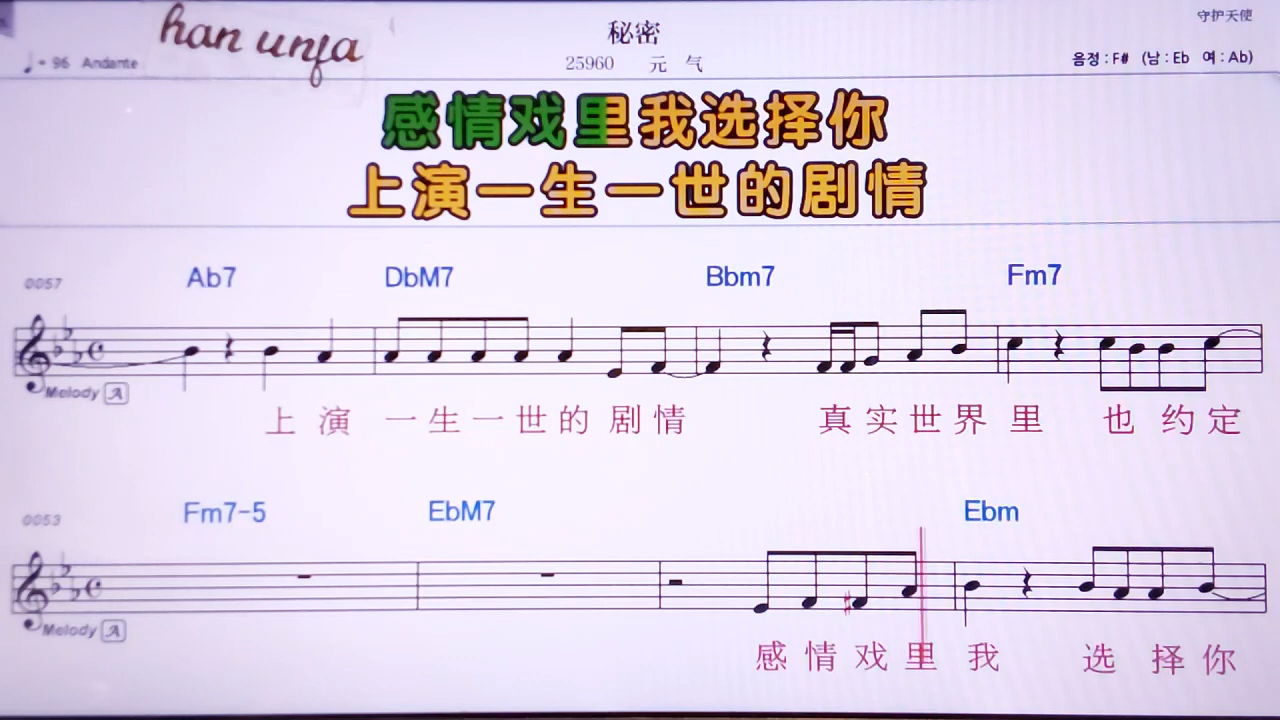 han unfa
秘密
守护天使
♩= 96 Andante
25960 元气
음정 : F# (남 : Eb 여 : Ab)
感情戏里我选择你
上演一生一世的剧情
0057 Ab7 DbM7 Bbm7 Fm7
Melody A
上演 一生一世的剧情 真实世界里 也约定
0053 Fm7-5 EbM7 Ebm
Melody A
感情戏里我 选择你